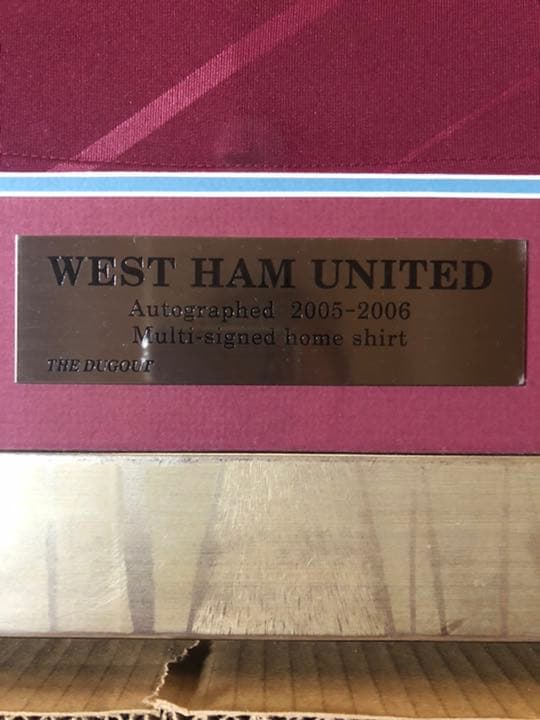 WEST HAM UNITED
Autographed 2005-2006
Multi-signed home shirt
THE DUGOUT